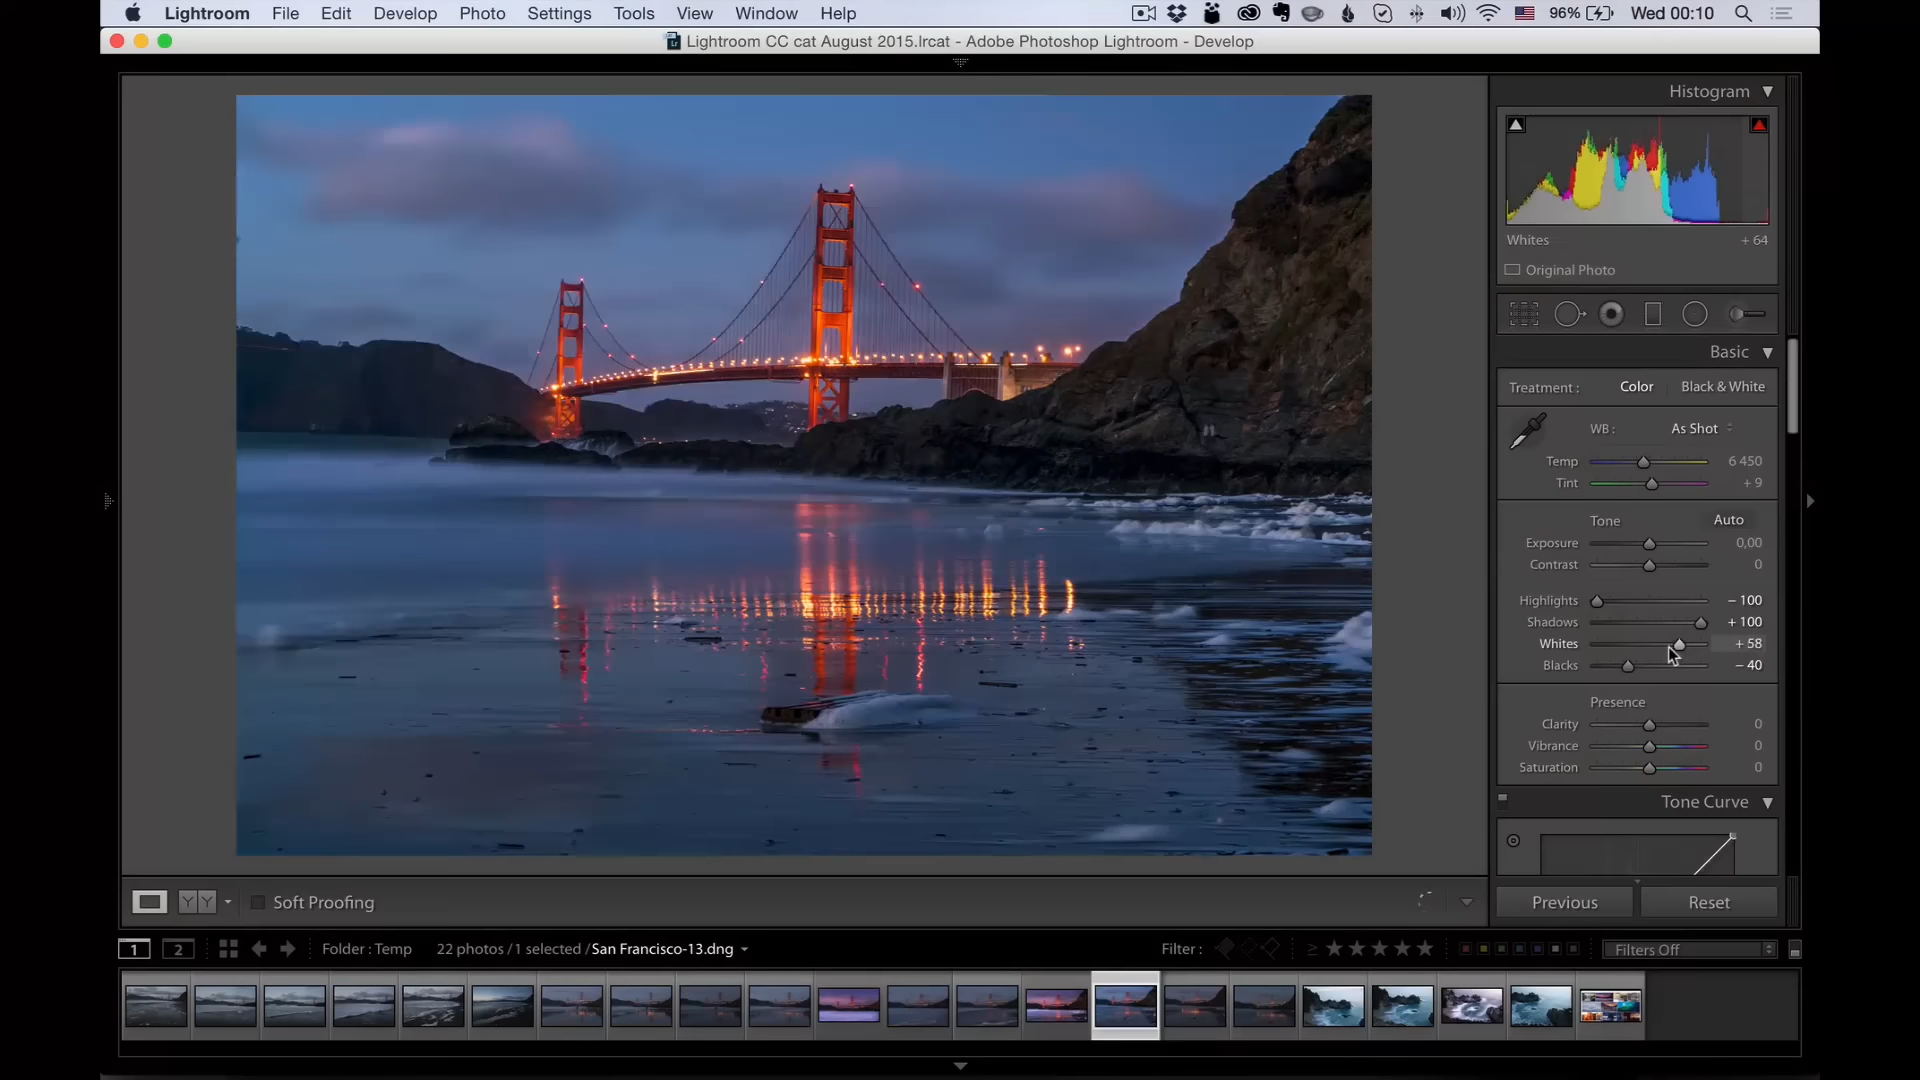 Lightroom File Edit Develop Photo Settings Tools View Window Help 96% Wed 00:10
Lightroom CC cat August 2015.lrcat - Adobe Photoshop Lightroom - Develop
Histogram
Whites + 64
Original Photo
Basic
Treatment : Color Black & White
WB : As Shot
Temp 6 450
Tint + 9
Tone Auto
Exposure 0,00
Contrast 0
Highlights – 100
Shadows + 100
Whites + 58
Blacks – 40
Presence
Clarity 0
Vibrance 0
Saturation 0
Tone Curve
Y Y Soft Proofing Previous Reset
1 2 Folder : Temp 22 photos / 1 selected / San Francisco-13.dng Filter : ≥ ★★★★★ Filters Off